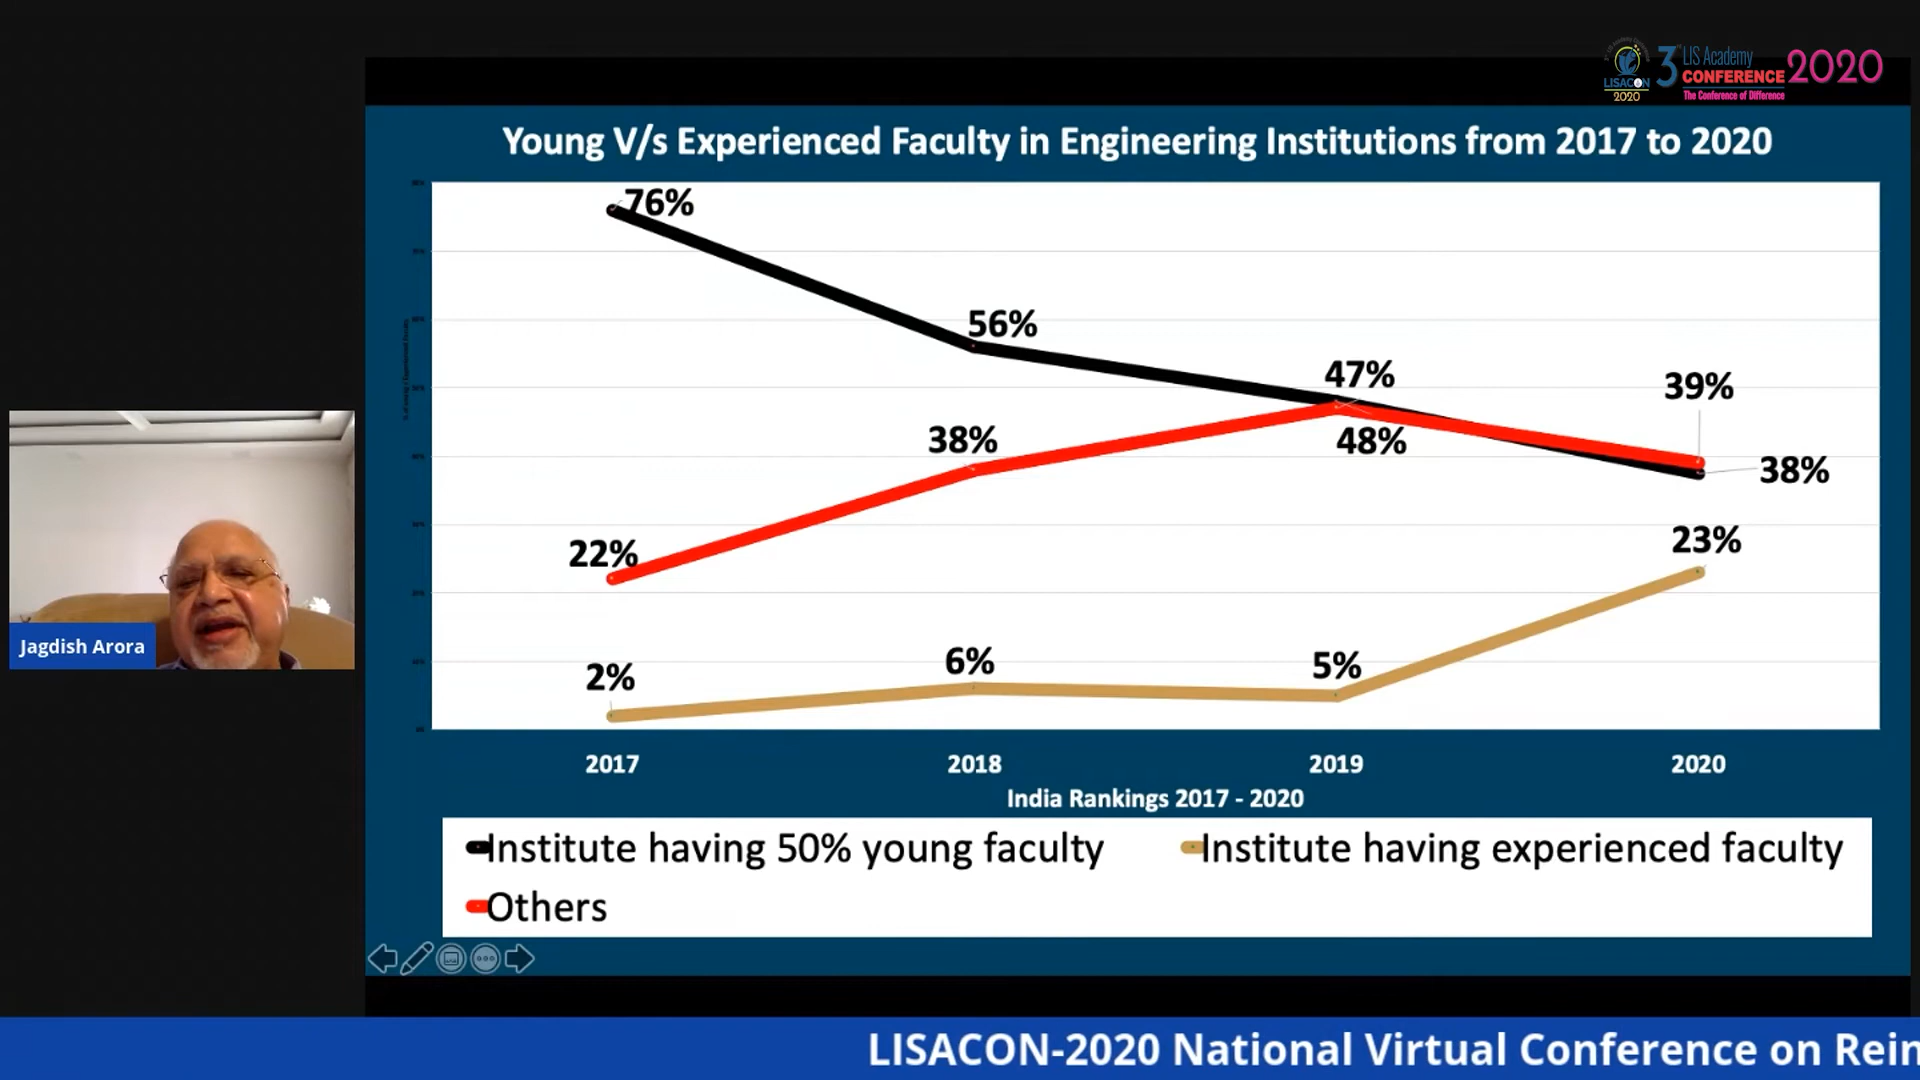 LISACON
2020
3rd LIS Academy
CONFERENCE 2020
The Conference of Difference
Young V/s Experienced Faculty in Engineering Institutions from 2017 to 2020
76%
56%
47%
39%
38%
48%
38%
22%
23%
2%
6%
5%
2017 2018 2019 2020
India Rankings 2017 - 2020
Institute having 50% young faculty
Institute having experienced faculty
Others
Jagdish Arora
LISACON-2020 National Virtual Conference on Rein